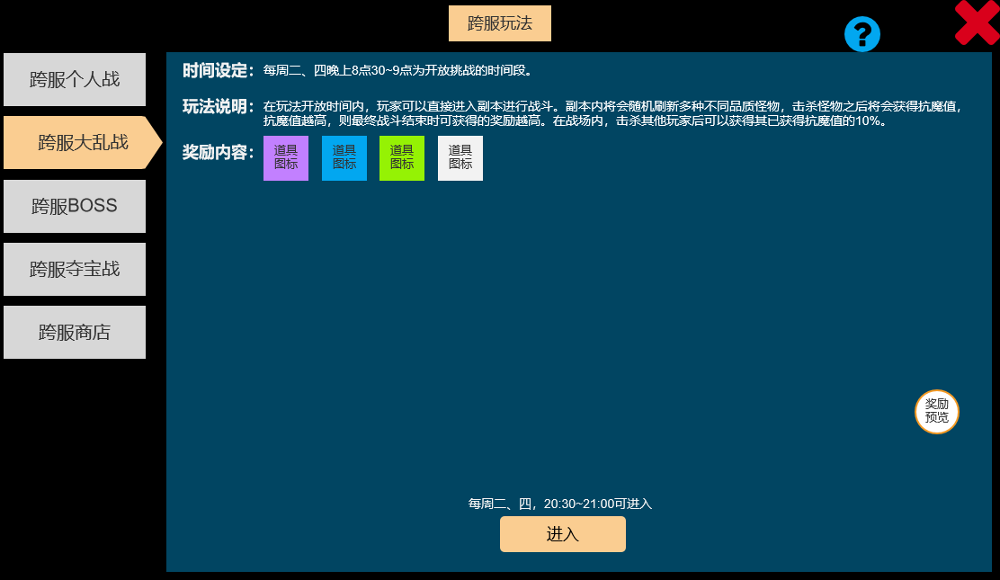 跨服玩法
?
跨服个人战
跨服大乱战
跨服BOSS
跨服夺宝战
跨服商店
时间设定：每周二、四晚上8点30~9点为开放挑战的时间段。
玩法说明：在玩法开放时间内，玩家可以直接进入副本进行战斗。副本内将会随机刷新多种不同品质怪物，击杀怪物之后将会获得抗魔值，
抗魔值越高，则最终战斗结束时可获得的奖励越高。在战场内，击杀其他玩家后可以获得其已获得抗魔值的10%。
奖励内容：
道具
图标
道具
图标
道具
图标
道具
图标
奖励
预览
每周二、四，20:30~21:00可进入
进入